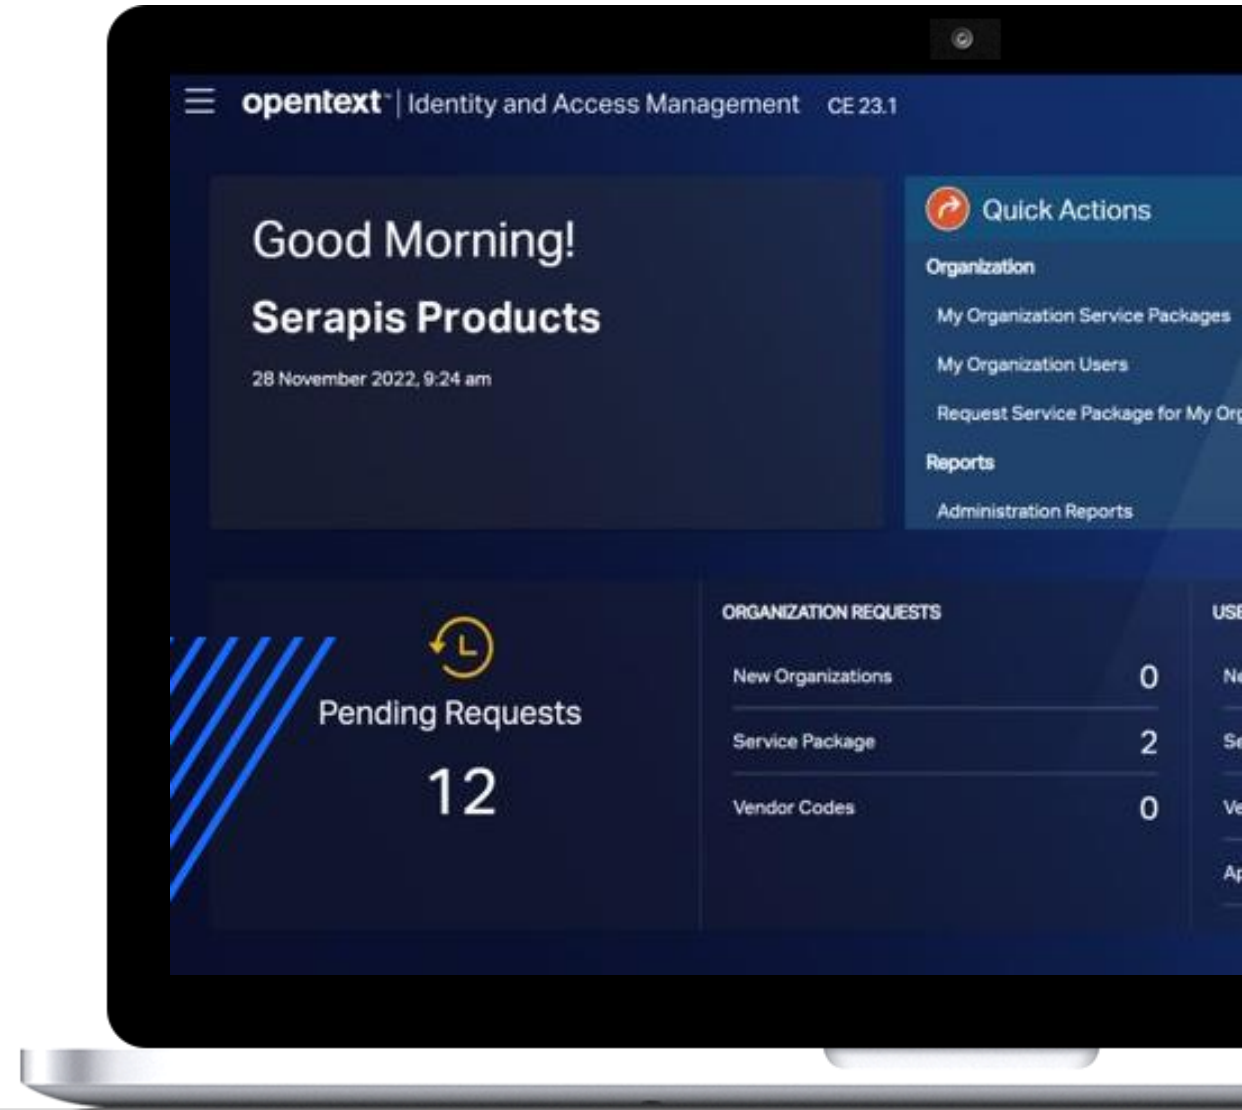 opentext™ | Identity and Access Management CE 23.1
Good Morning!
Serapis Products
28 November 2022, 9:24 am
Quick Actions
Organization
My Organization Service Packages
My Organization Users
Request Service Package for My
Reports
Administration Reports
Pending Requests
12
ORGANIZATION REQUESTS
New Organizations 0
Service Package 2
Vendor Codes 0